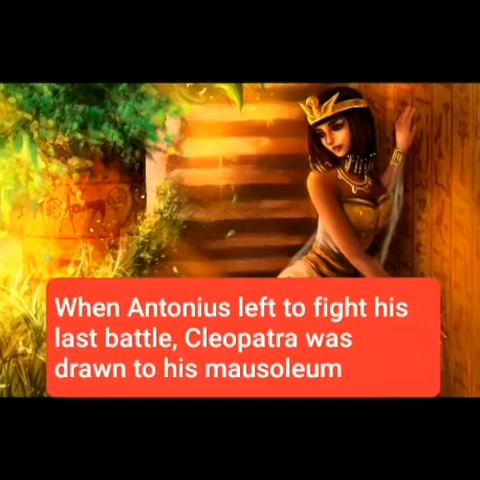 When Antonius left to fight his
last battle, Cleopatra was
drawn to his mausoleum